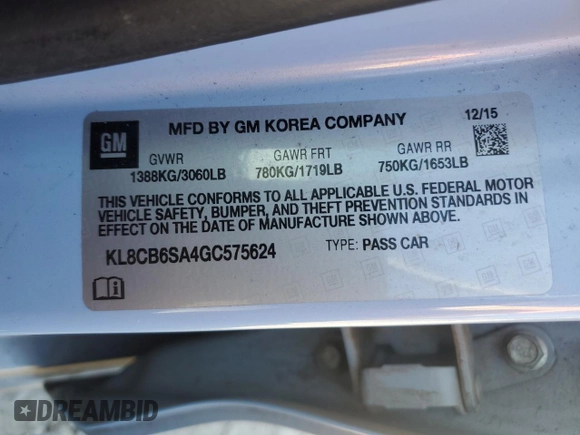 GM
MFD BY GM KOREA COMPANY
12/15
GVWR
GAWR FRT
GAWR RR
1388KG/3060LB
780KG/1719LB
750KG/1653LB
THIS VEHICLE CONFORMS TO ALL APPLICABLE U.S. FEDERAL MOTOR
VEHICLE SAFETY, BUMPER, AND THEFT PREVENTION STANDARDS IN
EFFECT ON THE DATE OF MANUFACTURE SHOWN ABOVE.
KL8CB6SA4GC575624
TYPE: PASS CAR
DREAMBID